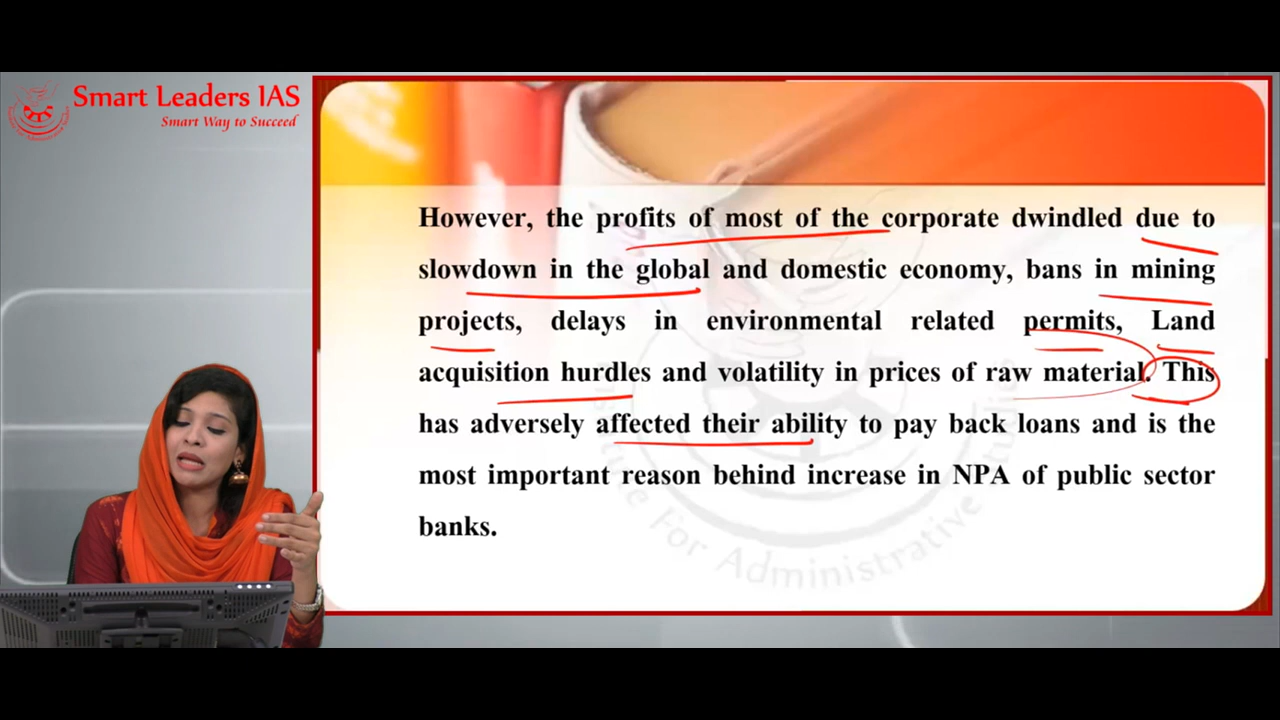 Smart Leaders IAS
Smart Way to Succeed
However, the profits of most of the corporate dwindled due to
slowdown in the global and domestic economy, bans in mining
projects, delays in environmental related permits, Land
acquisition hurdles and volatility in prices of raw material. This
has adversely affected their ability to pay back loans and is the
most important reason behind increase in NPA of public sector
banks.
For Administrative